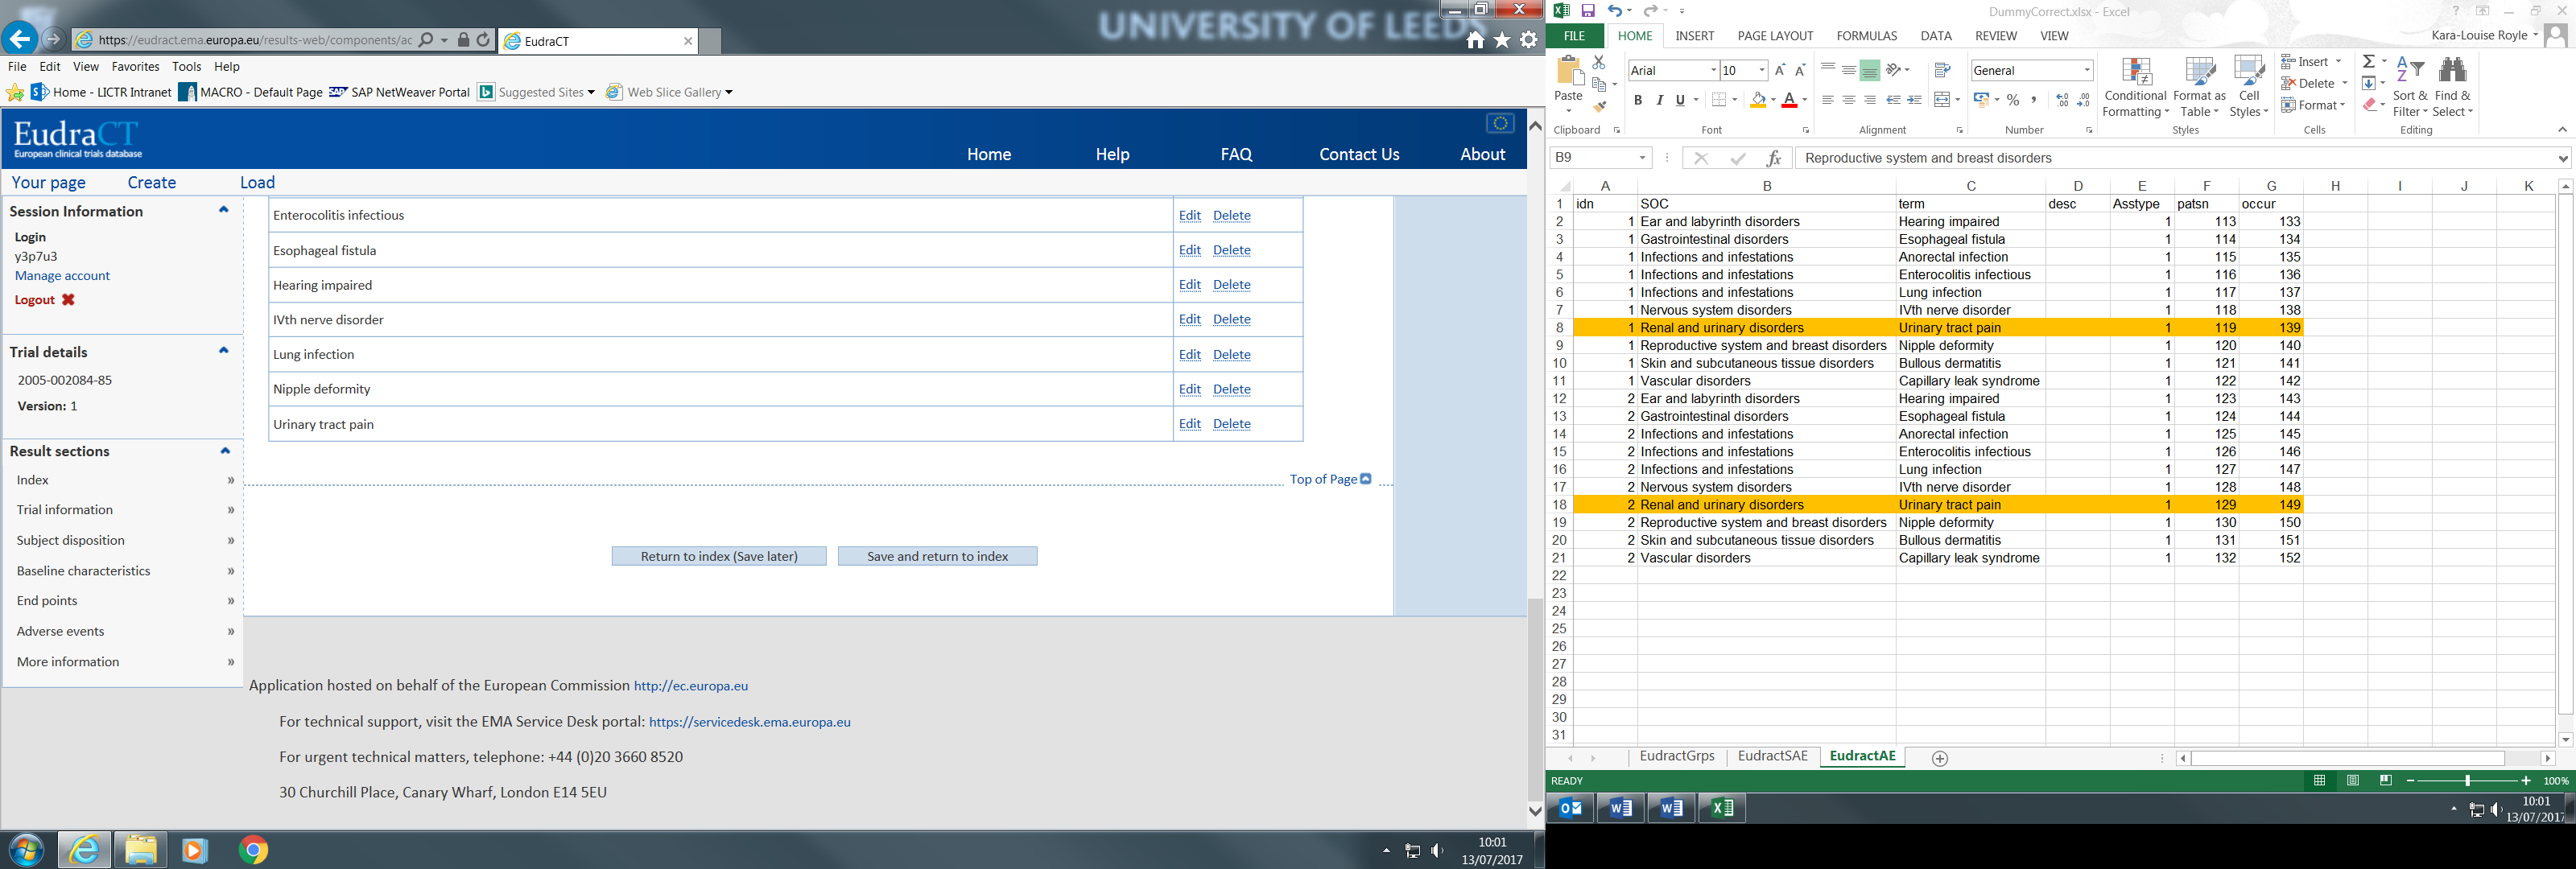 UNIVERSITY OF LEEDS
https://eudract.ema.europa.eu/results-web/components/ac
EudraCT
File Edit View Favorites Tools Help
Home - LICTR Intranet MACRO - Default Page SAP NetWeaver Portal Suggested Sites Web Slice Gallery
EudraCT
European clinical trials database
Home Help FAQ Contact Us About
Your page Create Load
Session Information
Login
y3p7u3
Manage account
Logout
Trial details
2005-002084-85
Version: 1
Result sections
Index
Trial information
Subject disposition
Baseline characteristics
End points
Adverse events
More information
Enterocolitis infectious Edit Delete
Esophageal fistula Edit Delete
Hearing impaired Edit Delete
IVth nerve disorder Edit Delete
Lung infection Edit Delete
Nipple deformity Edit Delete
Urinary tract pain Edit Delete
Top of Page
Return to index (Save later) Save and return to index
Application hosted on behalf of the European Commission http://ec.europa.eu
For technical support, visit the EMA Service Desk portal: https://servicedesk.ema.europa.eu
For urgent technical matters, telephone: +44 (0)20 3660 8520
30 Churchill Place, Canary Wharf, London E14 5EU
10:01
13/07/2017
DummyCorrect.xlsx - Excel
FILE HOME INSERT PAGE LAYOUT FORMULAS DATA REVIEW VIEW Kara-Louise Royle
Paste Arial 10 General Conditional Formatting Format as Table Cell Styles Insert Delete Format Sort & Filter Find & Select
Clipboard Font Alignment Number Styles Cells Editing
B9 Reproductive system and breast disorders
A B C D E F G H I J K
1 idn SOC term desc Asstype patsn occur
2 1 Ear and labyrinth disorders Hearing impaired 1 113 133
3 1 Gastrointestinal disorders Esophageal fistula 1 114 134
4 1 Infections and infestations Anorectal infection 1 115 135
5 1 Infections and infestations Enterocolitis infectious 1 116 136
6 1 Infections and infestations Lung infection 1 117 137
7 1 Nervous system disorders IVth nerve disorder 1 118 138
8 1 Renal and urinary disorders Urinary tract pain 1 119 139
9 1 Reproductive system and breast disorders Nipple deformity 1 120 140
10 1 Skin and subcutaneous tissue disorders Bullous dermatitis 1 121 141
11 1 Vascular disorders Capillary leak syndrome 1 122 142
12 2 Ear and labyrinth disorders Hearing impaired 1 123 143
13 2 Gastrointestinal disorders Esophageal fistula 1 124 144
14 2 Infections and infestations Anorectal infection 1 125 145
15 2 Infections and infestations Enterocolitis infectious 1 126 146
16 2 Infections and infestations Lung infection 1 127 147
17 2 Nervous system disorders IVth nerve disorder 1 128 148
18 2 Renal and urinary disorders Urinary tract pain 1 129 149
19 2 Reproductive system and breast disorders Nipple deformity 1 130 150
20 2 Skin and subcutaneous tissue disorders Bullous dermatitis 1 131 151
21 2 Vascular disorders Capillary leak syndrome 1 132 152
22
23
24
25
26
27
28
29
30
31
EudractGrps EudractSAE EudractAE
READY 100%
10:01
13/07/2017